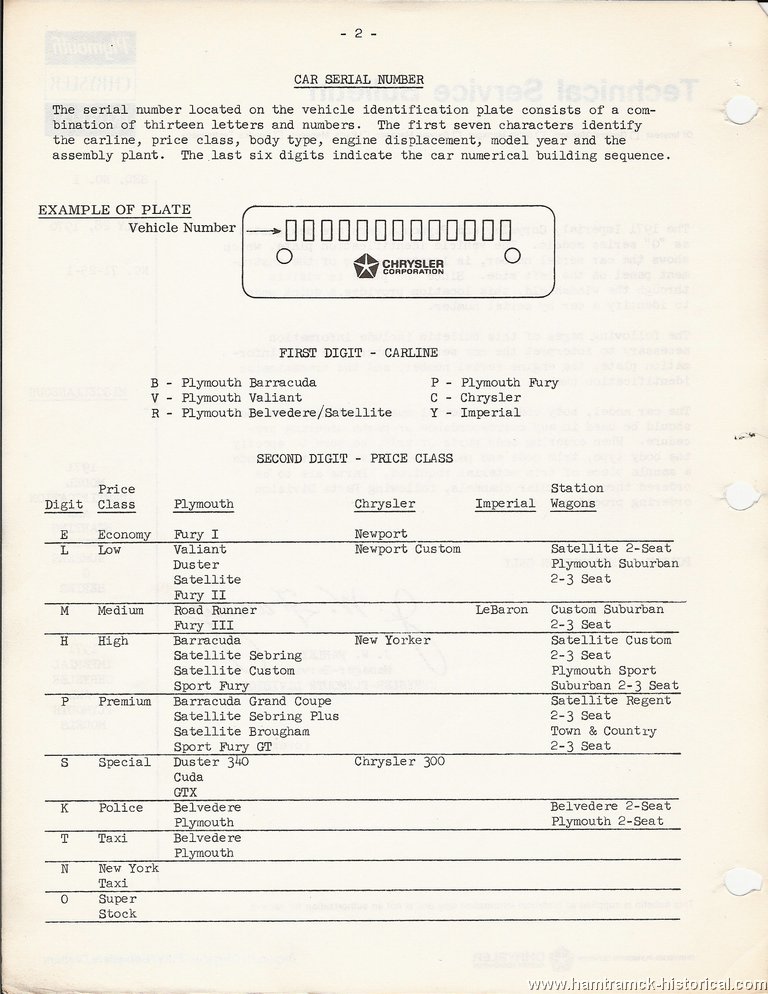 - 2 -
CAR SERIAL NUMBER
The serial number located on the vehicle identification plate consists of a com-
bination of thirteen letters and numbers. The first seven characters identify
the carline, price class, body type, engine displacement, model year and the
assembly plant. The last six digits indicate the car numerical building sequence.
EXAMPLE OF PLATE
Vehicle Number
CHRYSLER
CORPORATION
FIRST DIGIT - CARLINE
B - Plymouth Barracuda P - Plymouth Fury
V - Plymouth Valiant C - Chrysler
R - Plymouth Belvedere/Satellite Y - Imperial
SECOND DIGIT - PRICE CLASS
Price Station
Digit Class Plymouth Chrysler Imperial Wagons
E Economy Fury I Newport
L Low Valiant Newport Custom Satellite 2-Seat
Duster Plymouth Suburban
Satellite 2-3 Seat
Fury II
M Medium Road Runner LeBaron Custom Suburban
Fury III 2-3 Seat
H High Barracuda New Yorker Satellite Custom
Satellite Sebring 2-3 Seat
Satellite Custom Plymouth Sport
Sport Fury Suburban 2-3 Seat
P Premium Barracuda Grand Coupe Satellite Regent
Satellite Sebring Plus 2-3 Seat
Satellite Brougham Town & Country
Sport Fury GT 2-3 Seat
S Special Duster 340 Chrysler 300
Cuda
GTX
K Police Belvedere Belvedere 2-Seat
Plymouth Plymouth 2-Seat
T Taxi Belvedere
Plymouth
N New York
Taxi
O Super
Stock
www.hamtramck-historical.com